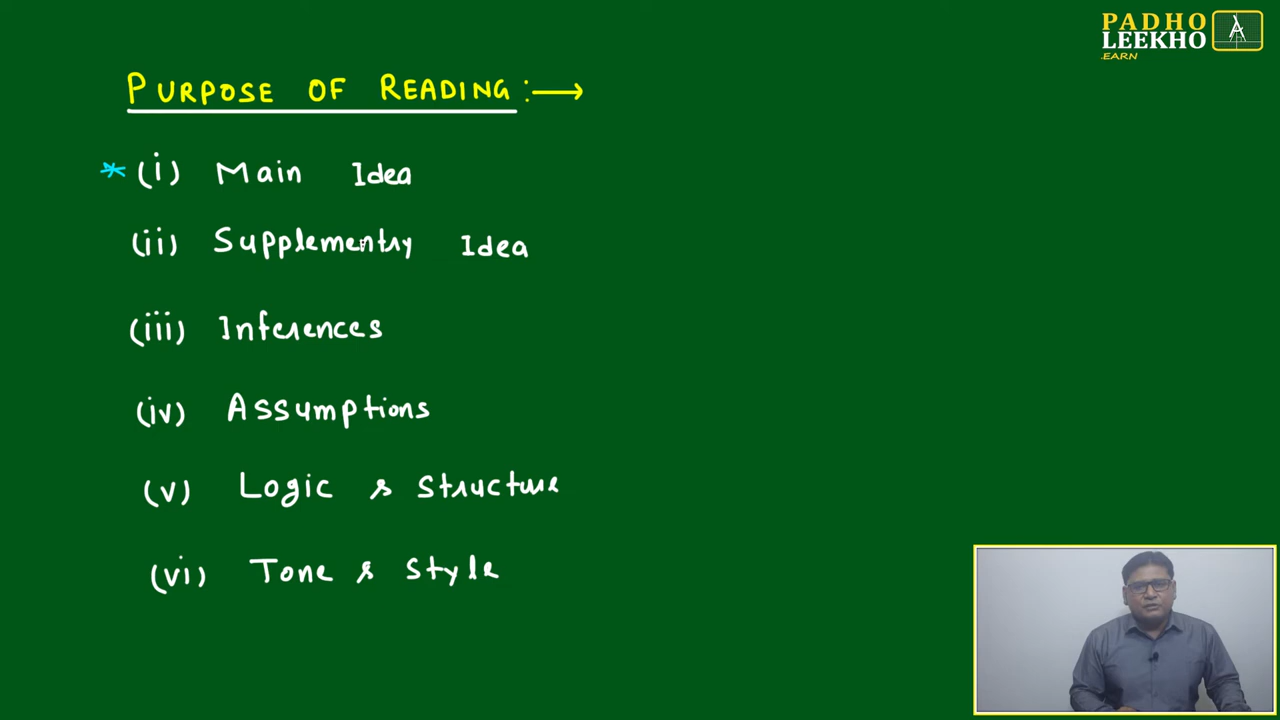 PADHO
LEEKHO
.EARN
PURPOSE OF READING :→
* (i) Main Idea
(ii) Supplementry Idea
(iii) Inferences
(iv) Assumptions
(v) Logic & Structure
(vi) Tone & Style